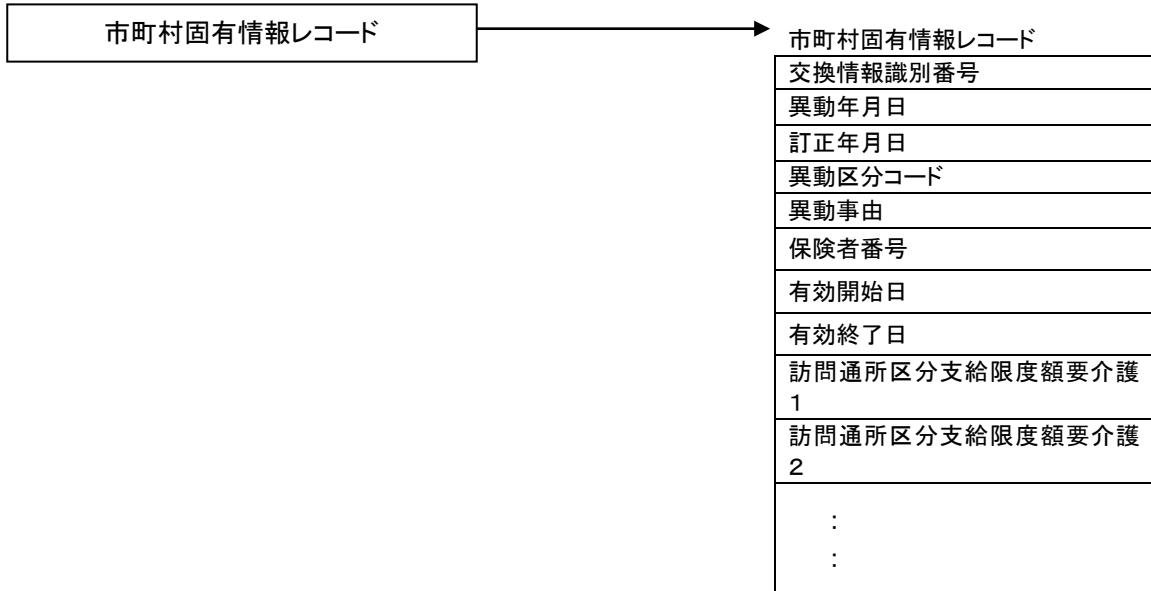 市町村固有情報レコード
市町村固有情報レコード
交換情報識別番号
異動年月日
訂正年月日
異動区分コード
異動事由
保険者番号
有効開始日
有効終了日
訪問通所区分支給限度額要介護
１
訪問通所区分支給限度額要介護
２
：
：